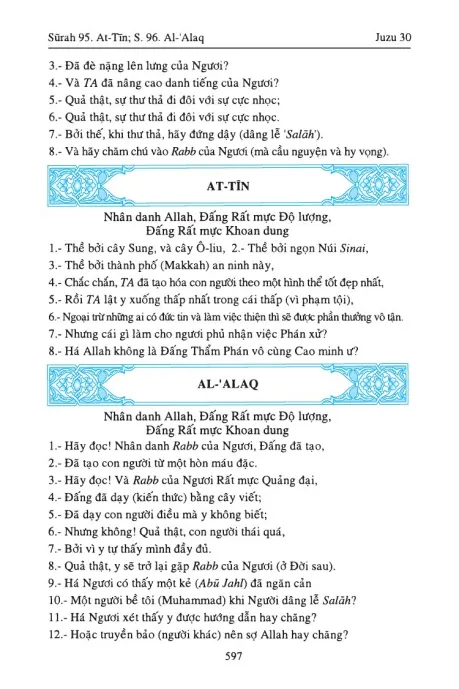 Sūrah 95. At-Tīn; S. 96. Al-'Alaq Juzu 30
3.- Đã đè nặng lên lưng của Ngươi?
4.- Và TA đã nâng cao danh tiếng của Ngươi?
5.- Quả thật, sự thư thả đi đôi với sự cực nhọc;
6.- Quả thật, sự thư thả đi đôi với sự cực nhọc.
7.- Bởi thế, khi thư thả, hãy đứng dậy (dâng lễ 'Salāh').
8.- Và hãy chăm chú vào Rabb của Ngươi (mà cầu nguyện và hy vọng).
AT-TĪN
Nhân danh Allah, Đấng Rất mực Độ lượng,
Đấng Rất mực Khoan dung
1.- Thề bởi cây Sung, và cây Ô-liu, 2.- Thề bởi ngọn Núi Sinai,
3.- Thề bởi thành phố (Makkah) an ninh này,
4.- Chắc chắn, TA đã tạo hóa con người theo một hình thể tốt đẹp nhất,
5.- Rồi TA lật y xuống thấp nhất trong cái thấp (vì phạm tội),
6.- Ngoại trừ những ai có đức tin và làm việc thiện thì sẽ được phần thưởng vô tận.
7.- Nhưng cái gì làm cho ngươi phủ nhận việc Phán xử?
8.- Há Allah không là Đấng Thẩm Phán vô cùng Cao minh ư?
AL-'ALAQ
Nhân danh Allah, Đấng Rất mực Độ lượng,
Đấng Rất mực Khoan dung
1.- Hãy đọc! Nhân danh Rabb của Ngươi, Đấng đã tạo,
2.- Đã tạo con người từ một hòn máu đặc.
3.- Hãy đọc! Và Rabb của Ngươi Rất mực Quảng đại,
4.- Đấng đã dạy (kiến thức) bằng cây viết;
5.- Đã dạy con người điều mà y không biết;
6.- Nhưng không! Quả thật, con người thái quá,
7.- Bởi vì y tự thấy mình đầy đủ.
8.- Quả thật, y sẽ trở lại gặp Rabb của Ngươi (ở Đời sau).
9.- Há Ngươi có thấy một kẻ (Abū Jahl) đã ngăn cản
10.- Một người bề tôi (Muhammad) khi Người dâng lễ Salāh?
11.- Há Ngươi xét thấy y được hướng dẫn hay chăng?
12.- Hoặc truyền bảo (người khác) nên sợ Allah hay chăng?
597